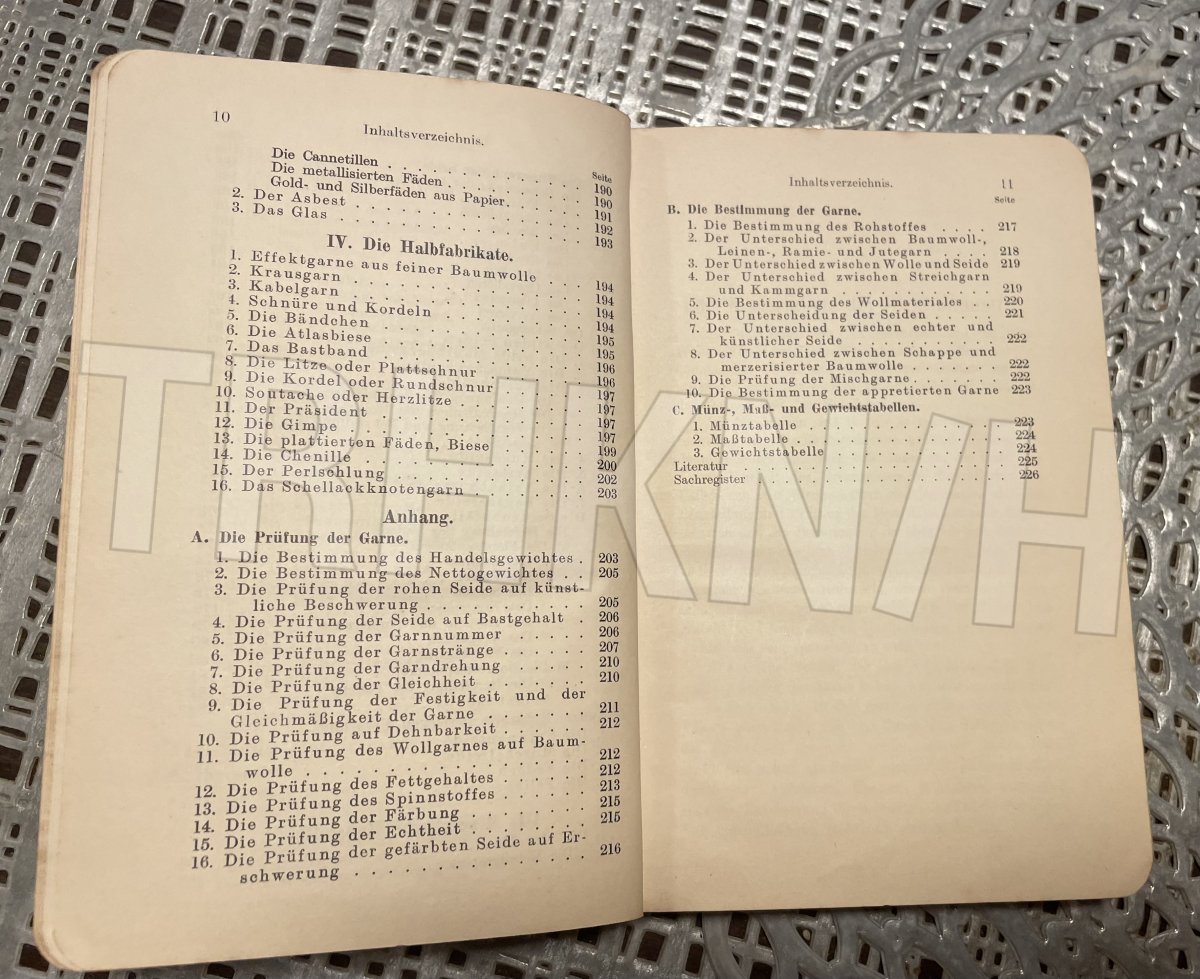 10
Inhaltsverzeichnis.
Seite
Die Cannetillen . . . . . . . . . . . 190
Die metallisierten Fäden . . . . . . . . 190
Gold- und Silberfäden aus Papier. . . . . 191
2. Der Asbest . . . . . . . . . . . . 192
3. Das Glas . . . . . . . . . . . . 193
IV. Die Halbfabrikate.
1. Effektgarne aus feiner Baumwolle . . . . 194
2. Krausgarn . . . . . . . . . . . . 194
3. Kabelgarn . . . . . . . . . . . . 194
4. Schnüre und Kordeln . . . . . . . . 194
5. Die Bändchen . . . . . . . . . . . 195
6. Die Atlasbiese . . . . . . . . . . . 195
7. Das Bastband . . . . . . . . . . . 196
8. Die Litze oder Plattschnur . . . . . . 196
9. Die Kordel oder Rundschnur . . . . . . 197
10. Soutache oder Herzlitze . . . . . . . 197
11. Der Präsident . . . . . . . . . . . 197
12. Die Gimpe . . . . . . . . . . . . 197
13. Die plattierten Fäden, Biese . . . . . . 199
14. Die Chenille . . . . . . . . . . . 200
15. Der Perlschlung . . . . . . . . . . 202
16. Das Schellackknotengarn . . . . . . . 203
Anhang.
A. Die Prüfung der Garne.
1. Die Bestimmung des Handelsgewichtes . 203
2. Die Bestimmung des Nettogewichtes . . 205
3. Die Prüfung der rohen Seide auf künst-
liche Beschwerung . . . . . . . . . . 205
4. Die Prüfung der Seide auf Bastgehalt . 206
5. Die Prüfung der Garnnummer . . . . . 206
6. Die Prüfung der Garnstränge . . . . . 207
7. Die Prüfung der Garndrehung . . . . . 210
8. Die Prüfung der Gleichheit . . . . . . 210
9. Die Prüfung der Festigkeit und der
Gleichmäßigkeit der Garne . . . . . . 211
10. Die Prüfung auf Dehnbarkeit . . . . . 212
11. Die Prüfung des Wollgarnes auf Baum-
wolle . . . . . . . . . . . . . . 212
12. Die Prüfung des Fettgehaltes . . . . . 212
13. Die Prüfung des Spinnstoffes . . . . . 213
14. Die Prüfung der Färbung . . . . . . . 215
15. Die Prüfung der Echtheit . . . . . . . 215
16. Die Prüfung der gefärbten Seide auf Er-
schwerung . . . . . . . . . . . . 216
Inhaltsverzeichnis. 11
Seite
B. Die Bestimmung der Garne.
1. Die Bestimmung des Rohstoffes . . . . 217
2. Der Unterschied zwischen Baumwoll-,
Leinen-, Ramie- und Jutegarn . . . . 218
3. Der Unterschied zwischen Wolle und Seide 219
4. Der Unterschied zwischen Streichgarn
und Kammgarn . . . . . . . . . . . 219
5. Die Bestimmung des Wollmateriales . . 220
6. Die Unterscheidung der Seiden . . . . . 221
7. Der Unterschied zwischen echter und
künstlicher Seide . . . . . . . . . . 222
8. Der Unterschied zwischen Schappe und
merzerisierter Baumwolle . . . . . . . 222
9. Die Prüfung der Mischgarne . . . . . . . 222
10. Die Bestimmung der appretierten Garne 223
C. Münz-, Maß- und Gewichtstabellen.
1. Münztabelle . . . . . . . . . . . . . 223
2. Maßtabelle . . . . . . . . . . . . . 224
3. Gewichtstabelle . . . . . . . . . . . 224
Literatur . . . . . . . . . . . . . . . 225
Sachregister . . . . . . . . . . . . . . 226
TRHKN/H